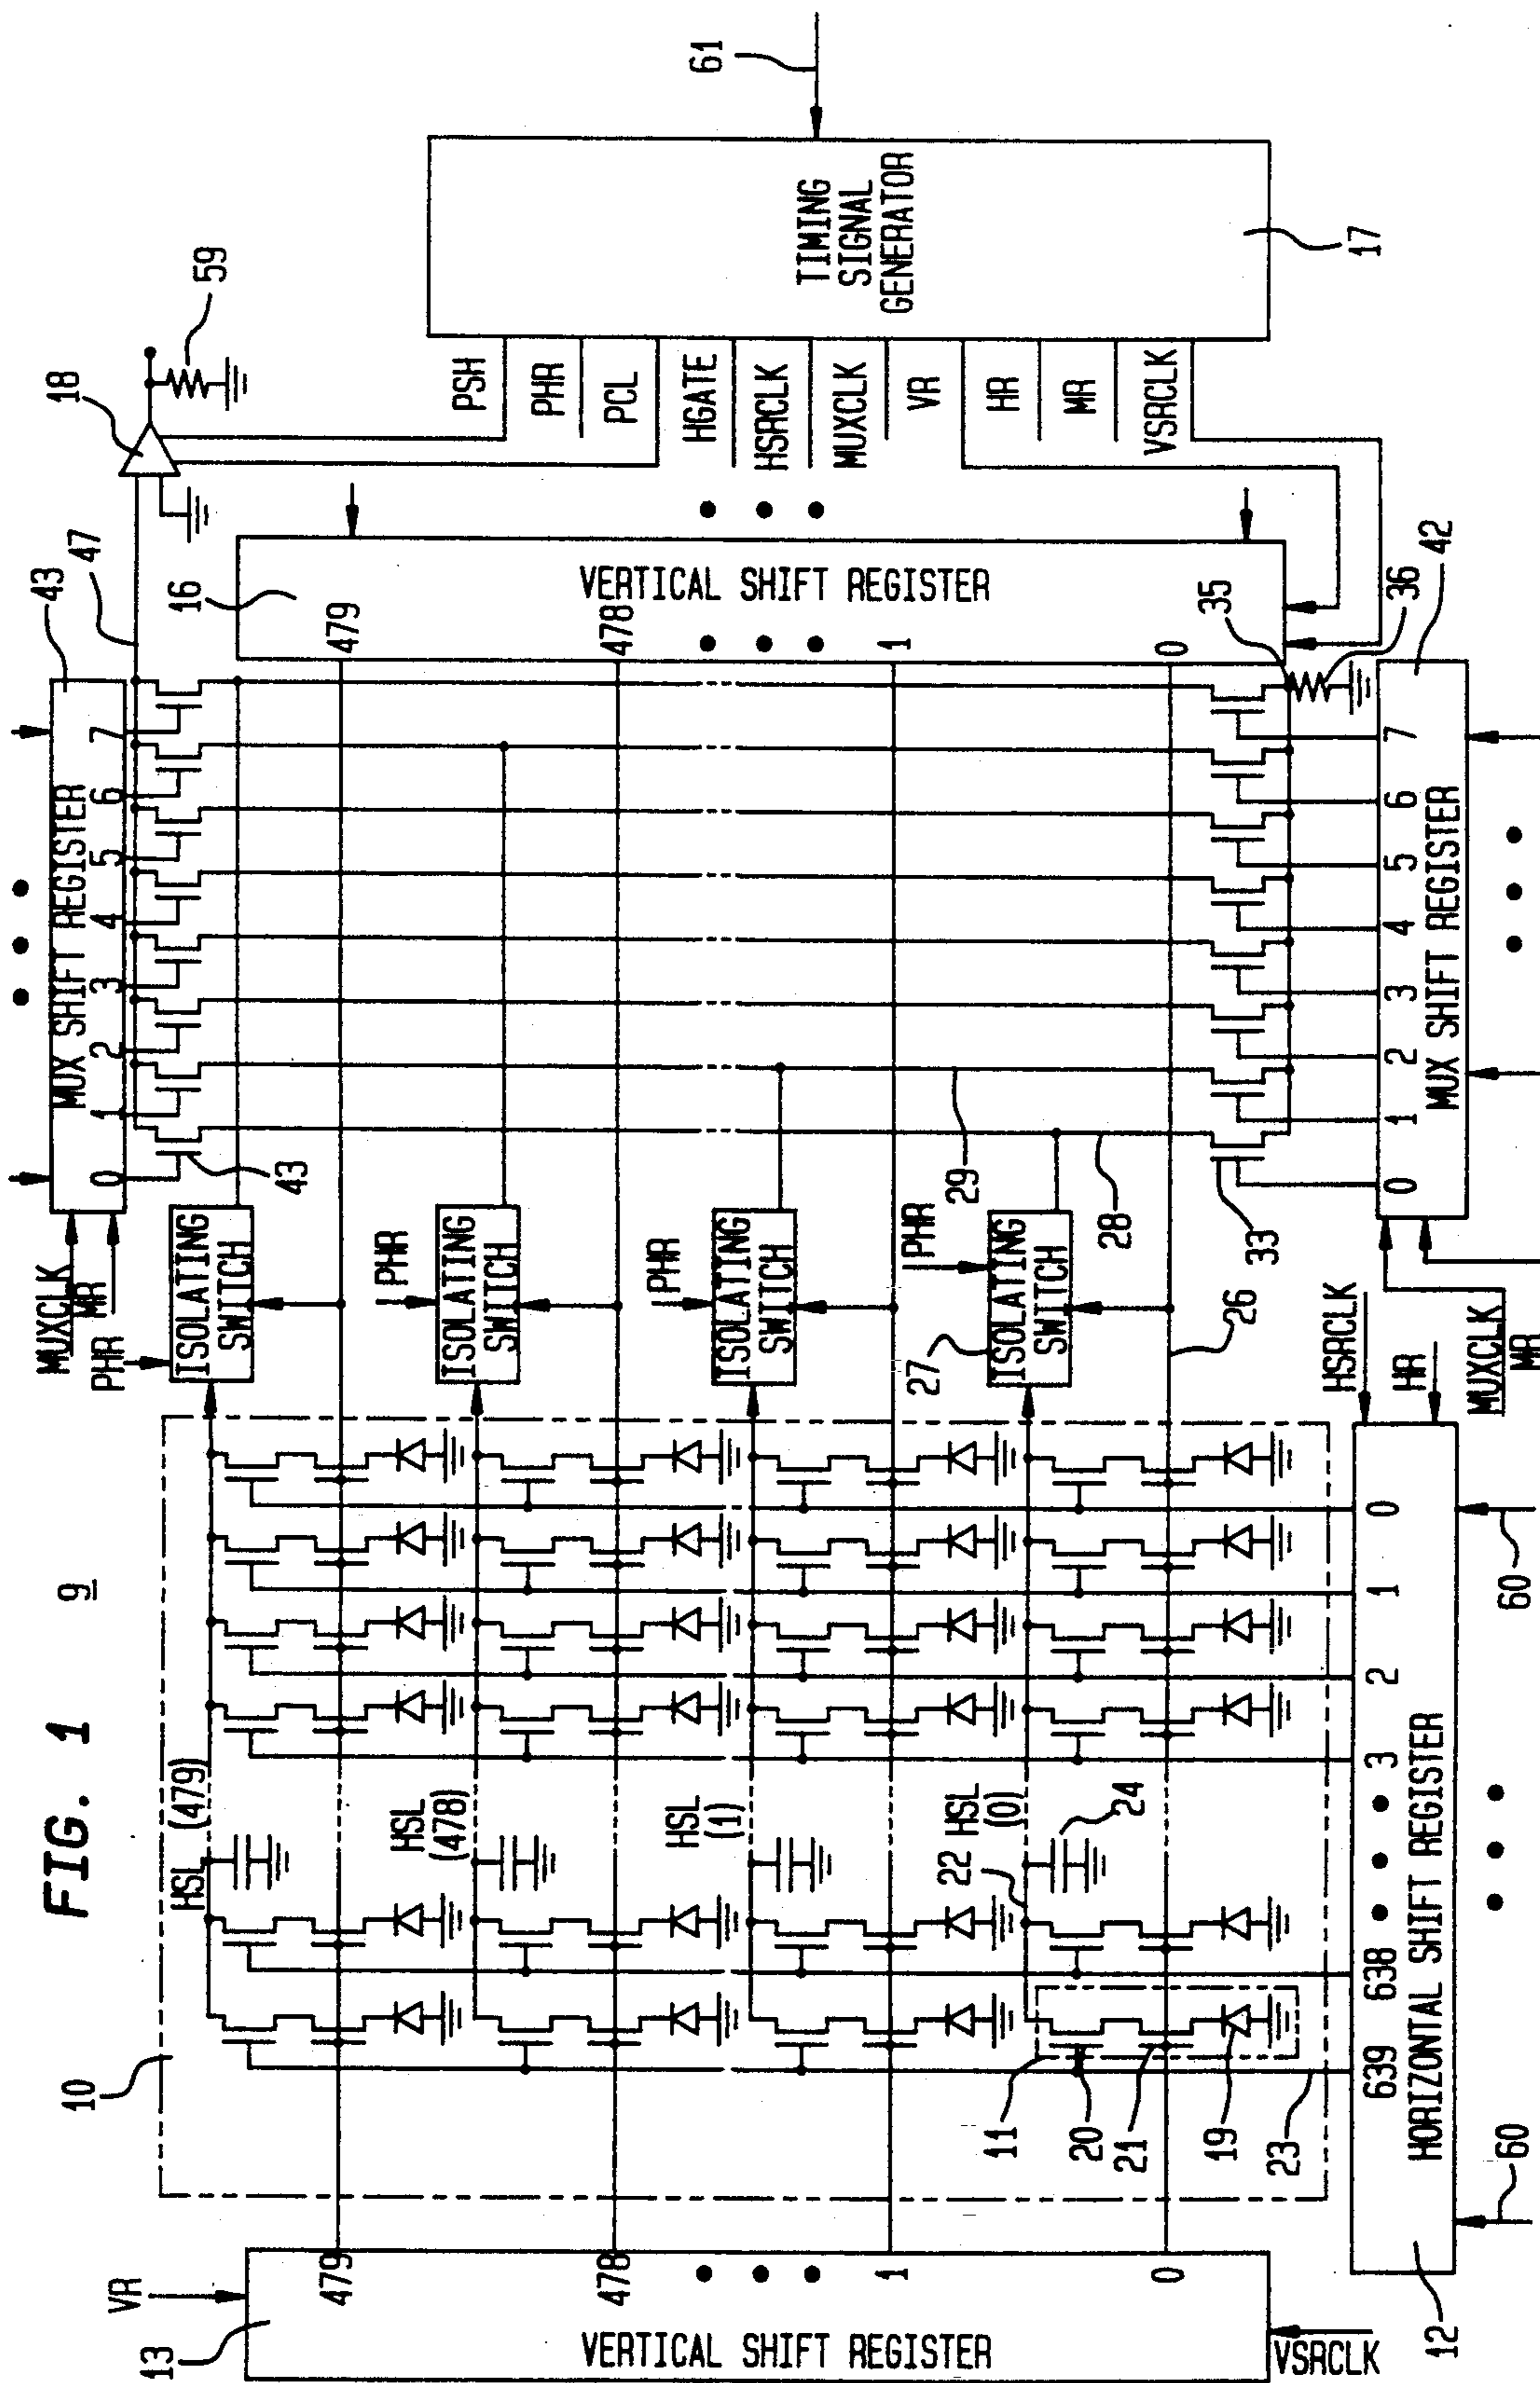 FIG. 1
9
10
HSL (479)
HSL
(478)
HSL
(1)
HSL
(0)
22
24
11
20
21
19
23
VR
13
479
478
1
0
VERTICAL SHIFT REGISTER
VSRCLK
639
638
3
2
1
0
HORIZONTAL SHIFT REGISTER
12
60
60
HSRCLK
HR
MUXCLK
MR
PHR
ISOLATING
SWITCH
PHR
ISOLATING
SWITCH
PHR
ISOLATING
SWITCH
PHR
ISOLATING
SWITCH
27
26
28
29
33
43
MUXCLK
MR
0
1
2
3
4
5
6
7
MUX SHIFT REGISTER
43
47
18
59
16
479
478
1
0
VERTICAL SHIFT REGISTER
35
36
42
0
1
2
3
4
5
6
7
MUX SHIFT REGISTER
PSH
PHR
PCL
HGATE
HSRCLK
MUXCLK
VR
HR
MR
VSRCLK
TIMING
SIGNAL
GENERATOR
17
61